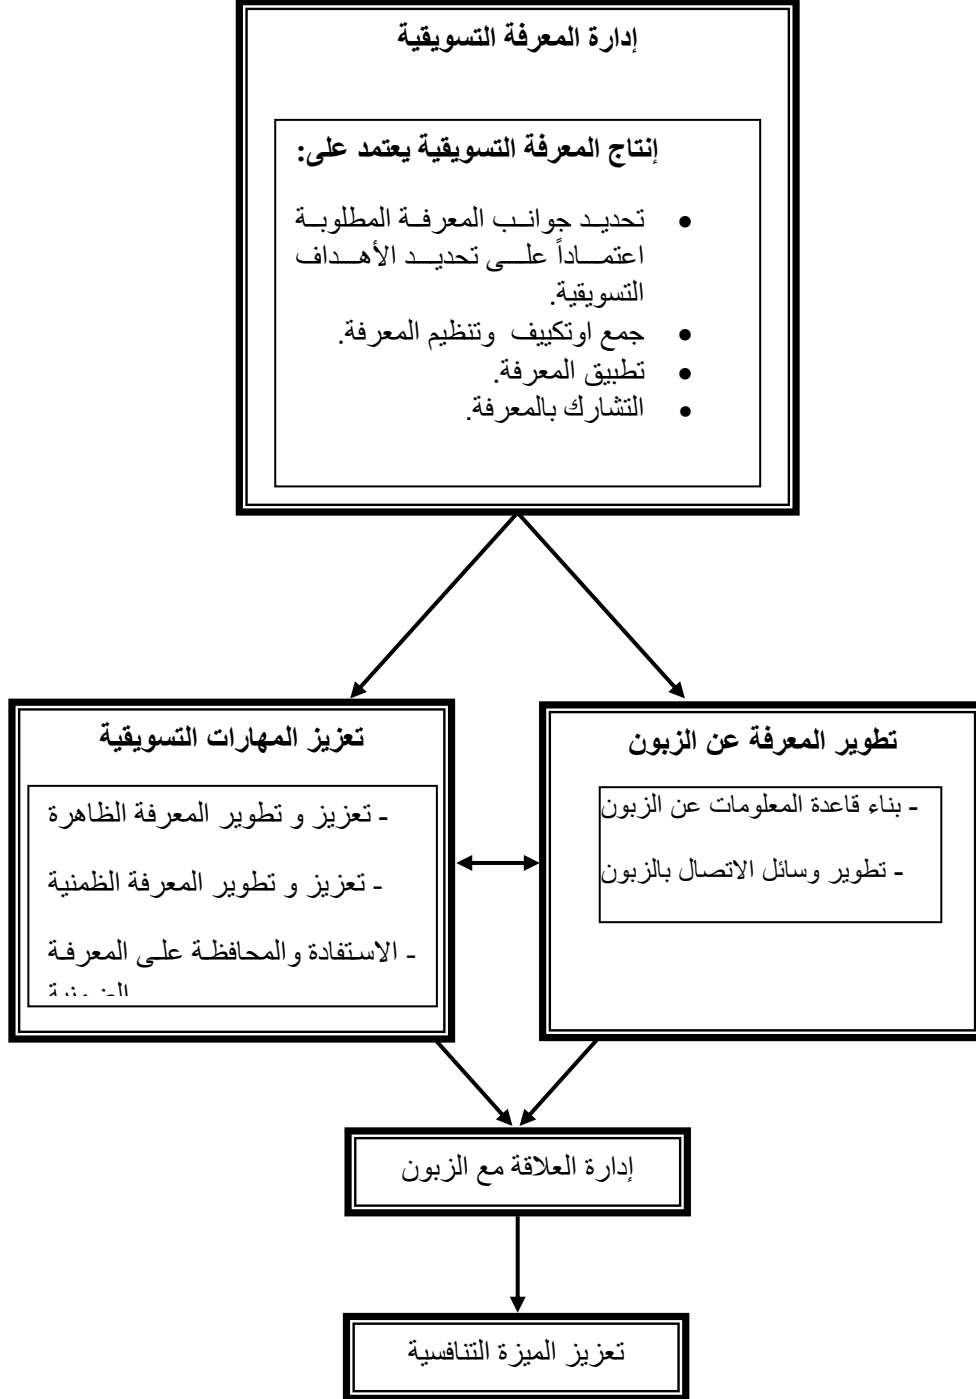 إدارة المعرفة التسويقية
إنتاج المعرفة التسويقية يعتمد على:
• تحديد جوانب المعرفة المطلوبة
اعتماداً على تحديد الأهداف
التسويقية.
• جمع اوتكييف وتنظيم المعرفة.
• تطبيق المعرفة.
• التشارك بالمعرفة.
تطوير المعرفة عن الزبون
- بناء قاعدة المعلومات عن الزبون
- تطوير وسائل الاتصال بالزبون
تعزيز المهارات التسويقية
- تعزيز و تطوير المعرفة الظاهرة
- تعزيز و تطوير المعرفة الظمنية
- الاستفادة والمحافظة على المعرفة
إدارة العلاقة مع الزبون
تعزيز الميزة التنافسية